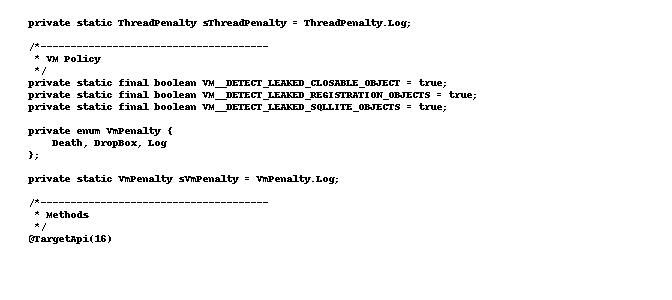 private static ThreadPenalty sThreadPenalty = ThreadPenalty.Log;
/*--------------------------------------
* VM Policy
*/
private static final boolean VM__DETECT_LEAKED_CLOSABLE_OBJECT = true;
private static final boolean VM__DETECT_LEAKED_REGISTRATION_OBJECTS = true;
private static final boolean VM__DETECT_LEAKED_SQLLITE_OBJECTS = true;
private enum VmPenalty {
Death, DropBox, Log
};
private static VmPenalty sVmPenalty = VmPenalty.Log;
/*--------------------------------------
* Methods
*/
@TargetApi(16)